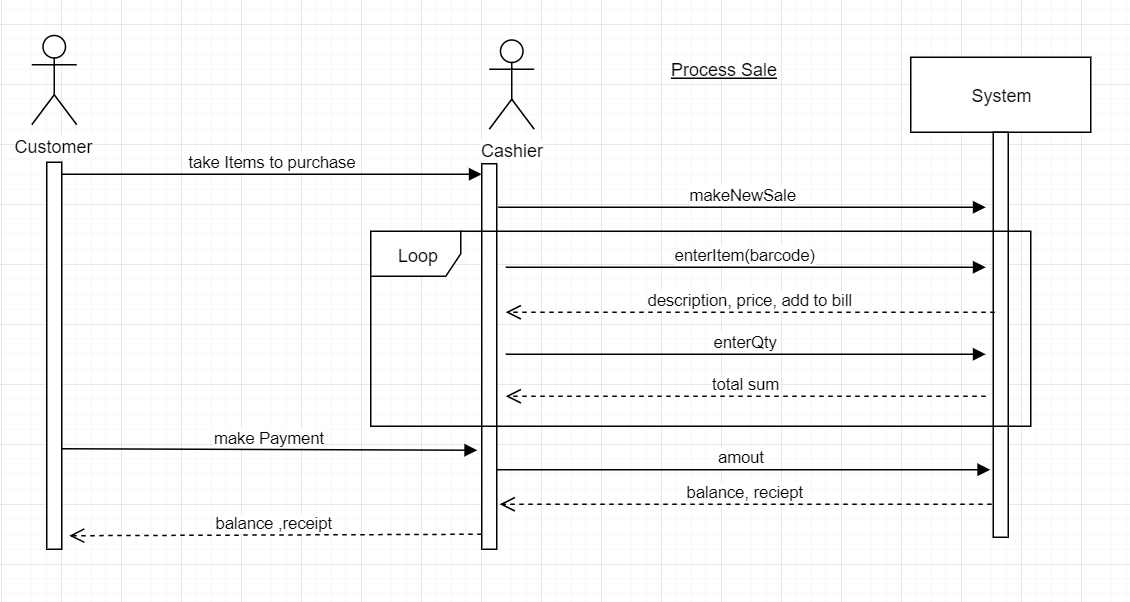 Process Sale
System
Customer
Cashier
take Items to purchase
makeNewSale
Loop
enterItem(barcode)
description, price, add to bill
enterQty
total sum
make Payment
amout
balance, reciept
balance ,receipt